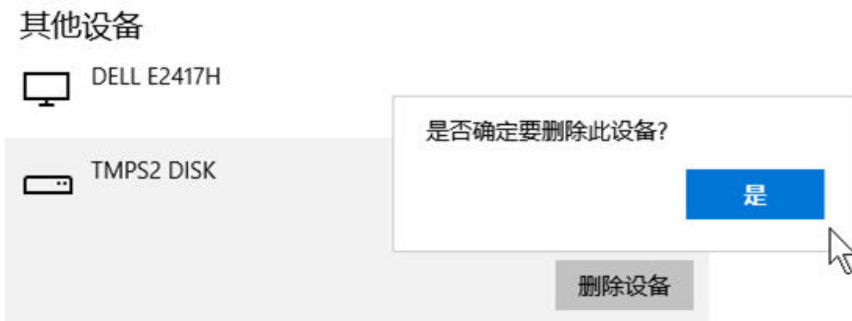 其他设备
DELL E2417H
是否确定要删除此设备?
TMPS2 DISK
是
删除设备